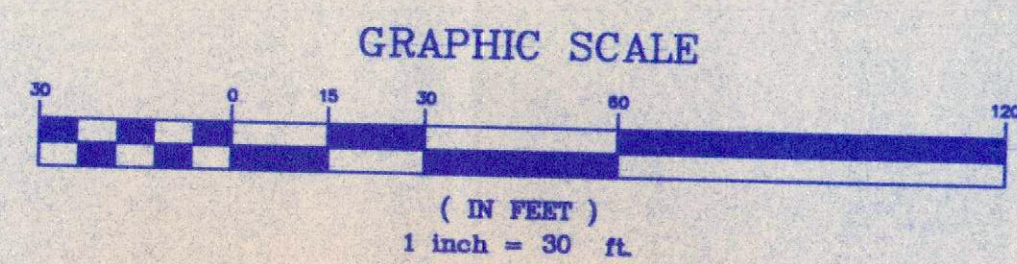 GRAPHIC SCALE
30 0 15 30 60 120
( IN FEET )
1 inch = 30 ft.